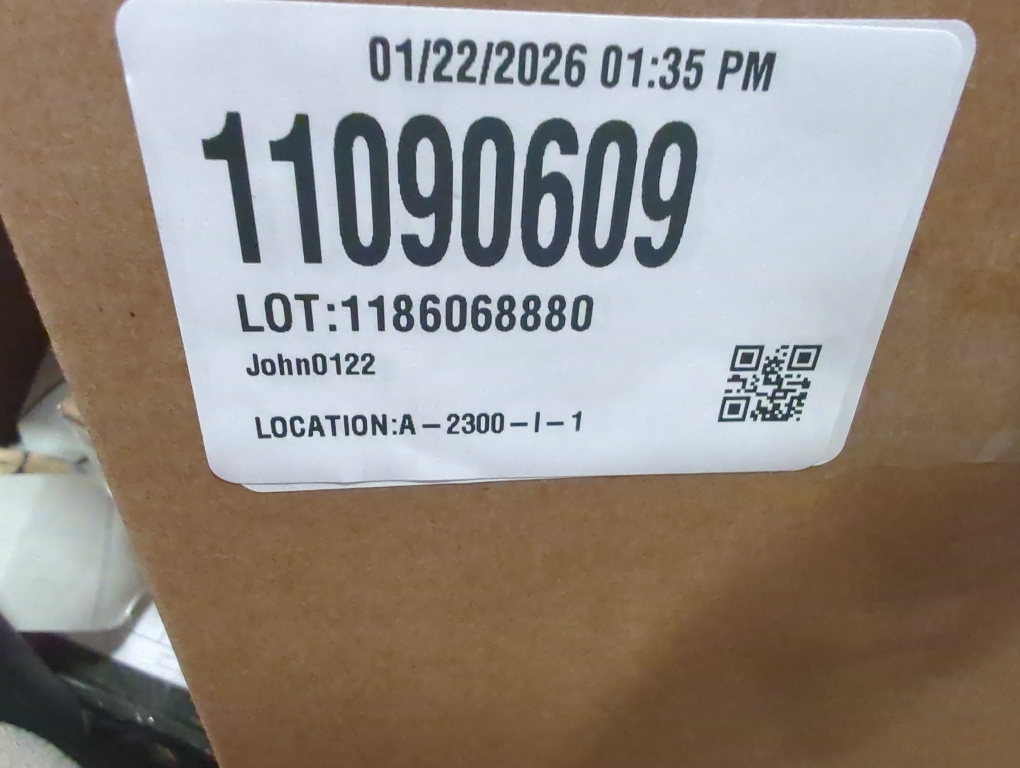 01/22/2026 01:35 PM
11090609
LOT:1186068880
John0122
LOCATION:A-2300-I-1